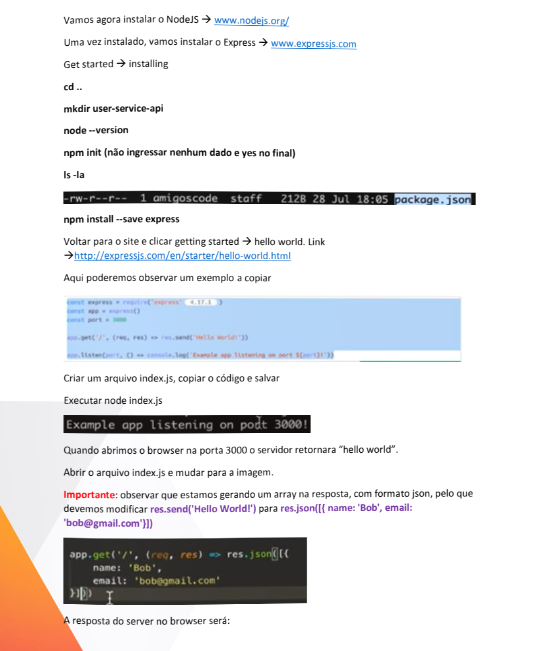 Vamos agora instalar o NodeJS → www.nodejs.org/
Uma vez instalado, vamos instalar o Express → www.expressjs.com
Get started → installing
cd ..
mkdir user-service-api
node --version
npm init (não ingressar nenhum dado e yes no final)
ls -la
-rw-r--r-- 1 amigoscode staff 212B 28 Jul 18:05 package.json
npm install --save express
Voltar para o site e clicar getting started → hello world. Link
→http://expressjs.com/en/starter/hello-world.html
Aqui poderemos observar um exemplo a copiar
const express = require('express' 4.17.1 )
const app = express()
const port = 3000
app.get('/', (req, res) => res.send('Hello World!'))
app.listen(port, () => console.log(`Example app listening on port ${port}!`))
Criar um arquivo index.js, copiar o código e salvar
Executar node index.js
Example app listening on port 3000!
Quando abrimos o browser na porta 3000 o servidor retornara “hello world”.
Abrir o arquivo index.js e mudar para a imagem.
Importante: observar que estamos gerando um array na resposta, com formato json, pelo que
devemos modificar res.send('Hello World!') para res.json([{ name: 'Bob', email:
'bob@gmail.com'}])
app.get('/', (req, res) => res.json([{
name: 'Bob',
email: 'bob@gmail.com'
}]))
A resposta do server no browser será: